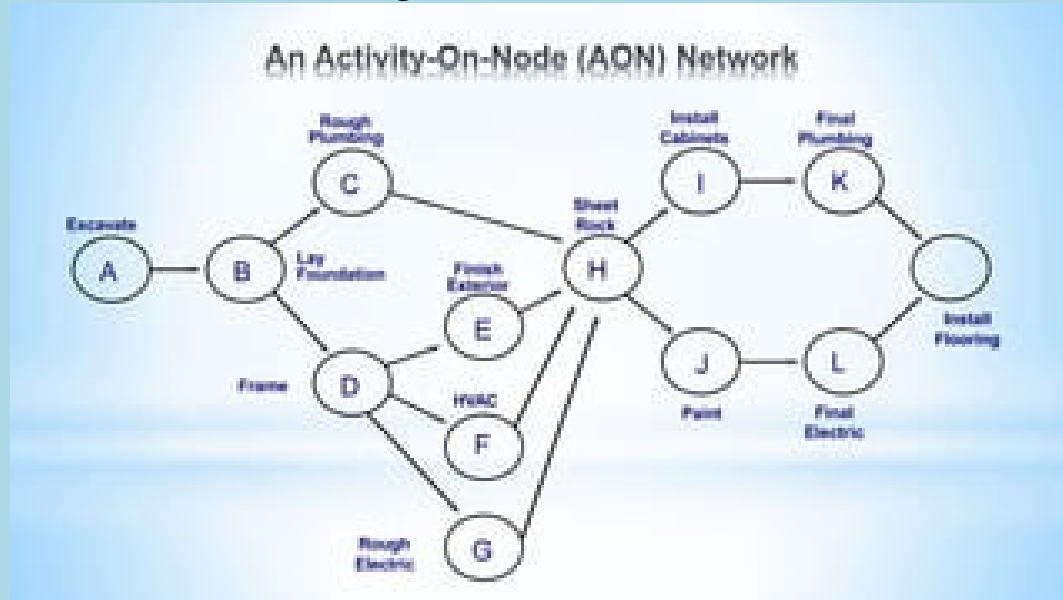 An Activity-On-Node (AON) Network
Rough
Plumbing
C
Install
Cabinets
I
Final
Plumbing
K
Excavate
A
B
Lay
Foundation
Finish
Exterior
E
Sheet
Rock
H
Install
Flooring
Frame
D
HVAC
F
J
Paint
L
Final
Electric
Rough
Electric
G